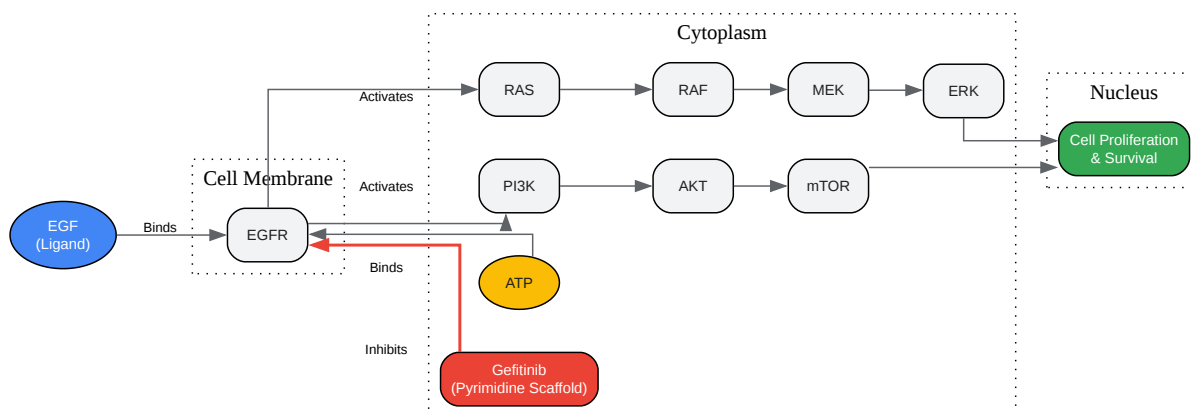 Cytoplasm
RAS
RAF
MEK
ERK
Activates
Nucleus
Cell Proliferation
& Survival
Cell Membrane
Activates
PI3K
AKT
mTOR
EGF
(Ligand)
Binds
EGFR
Binds
ATP
Inhibits
Gefitinib
(Pyrimidine Scaffold)